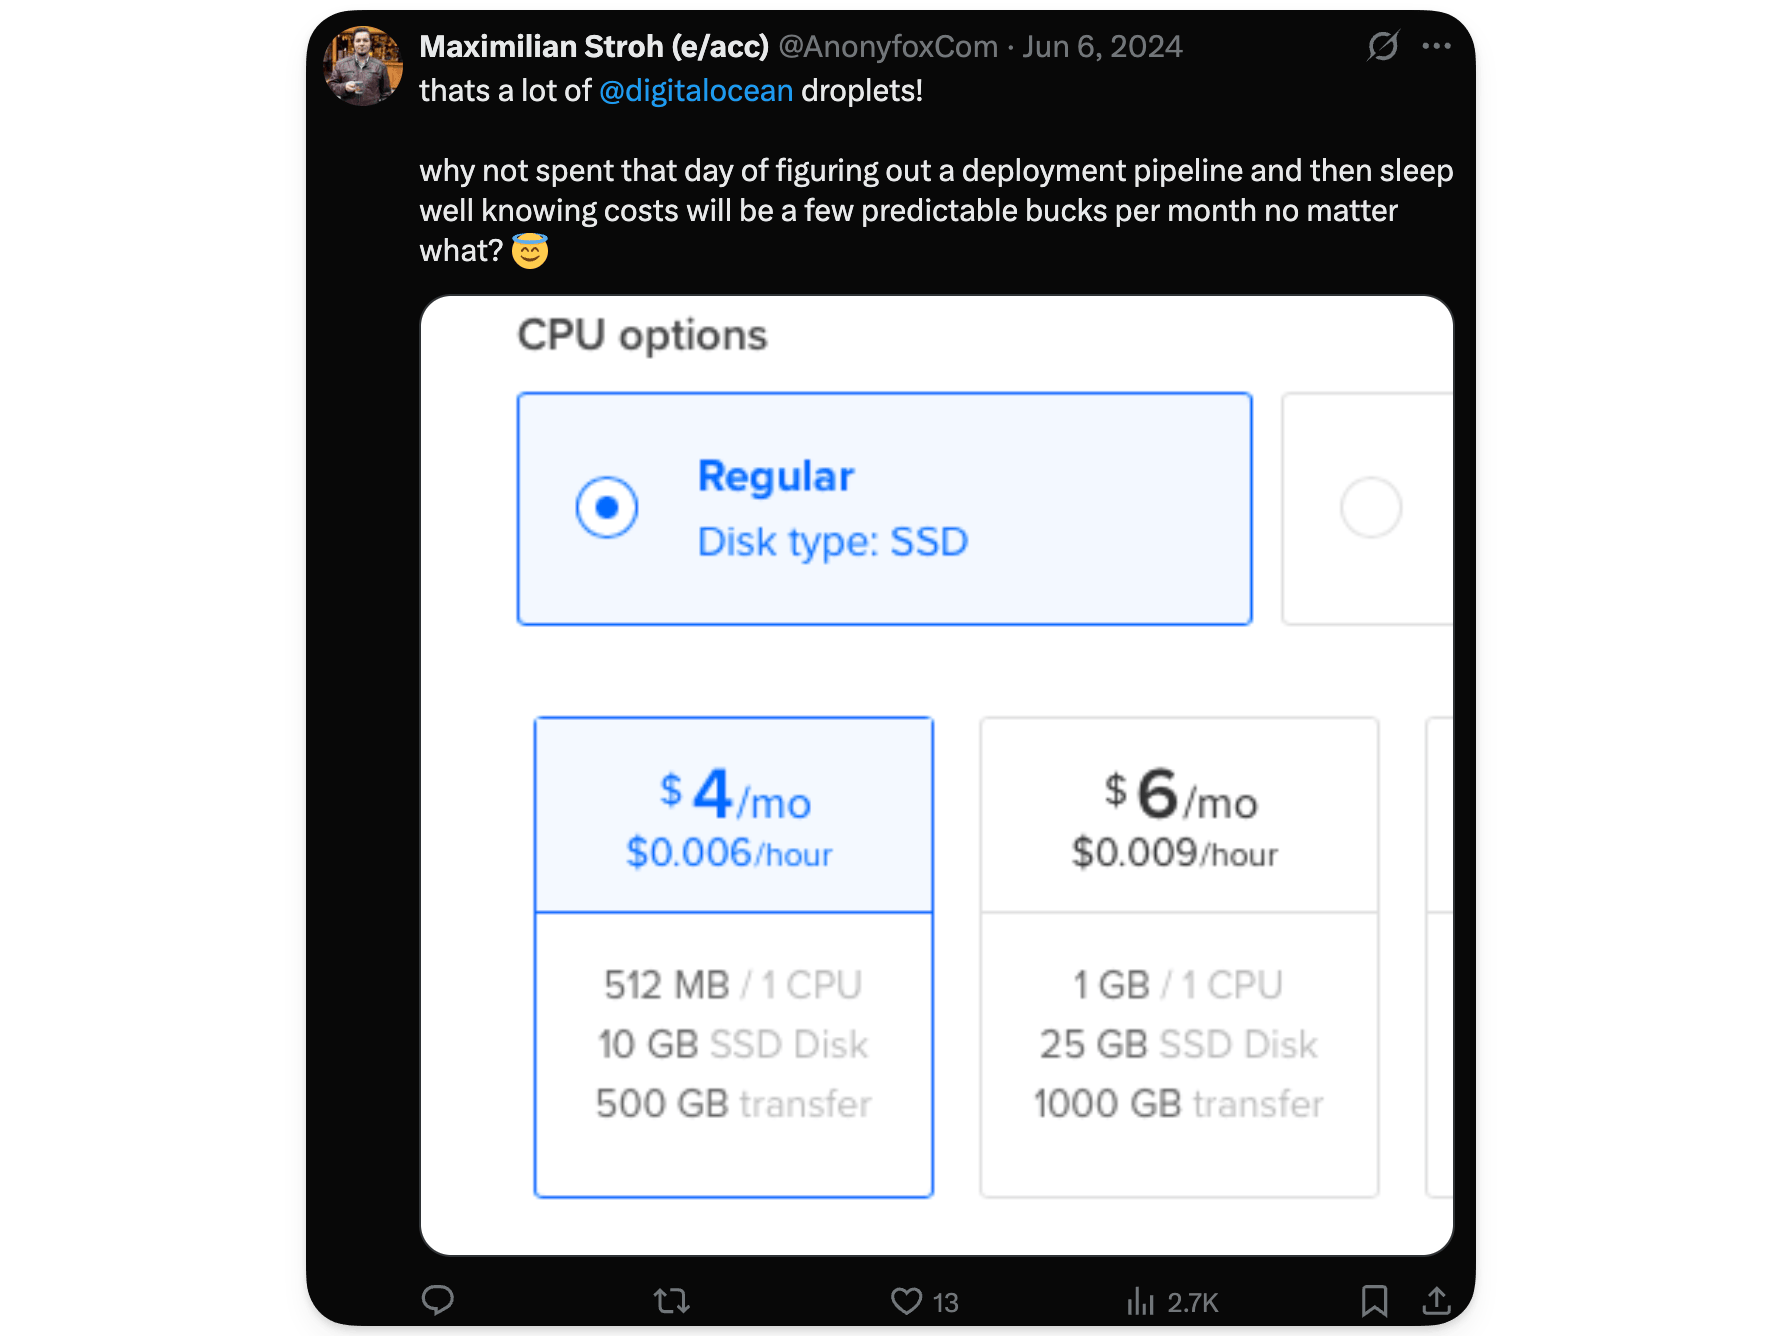 Maximilian Stroh (e/acc) @AnonyfoxCom · Jun 6, 2024
thats a lot of @digitalocean droplets!
why not spent that day of figuring out a deployment pipeline and then sleep
well knowing costs will be a few predictable bucks per month no matter
what? 😇
CPU options
Regular
Disk type: SSD
$4/mo
$0.006/hour
512 MB / 1 CPU
10 GB SSD Disk
500 GB transfer
$6/mo
$0.009/hour
1 GB / 1 CPU
25 GB SSD Disk
1000 GB transfer
13
2.7K